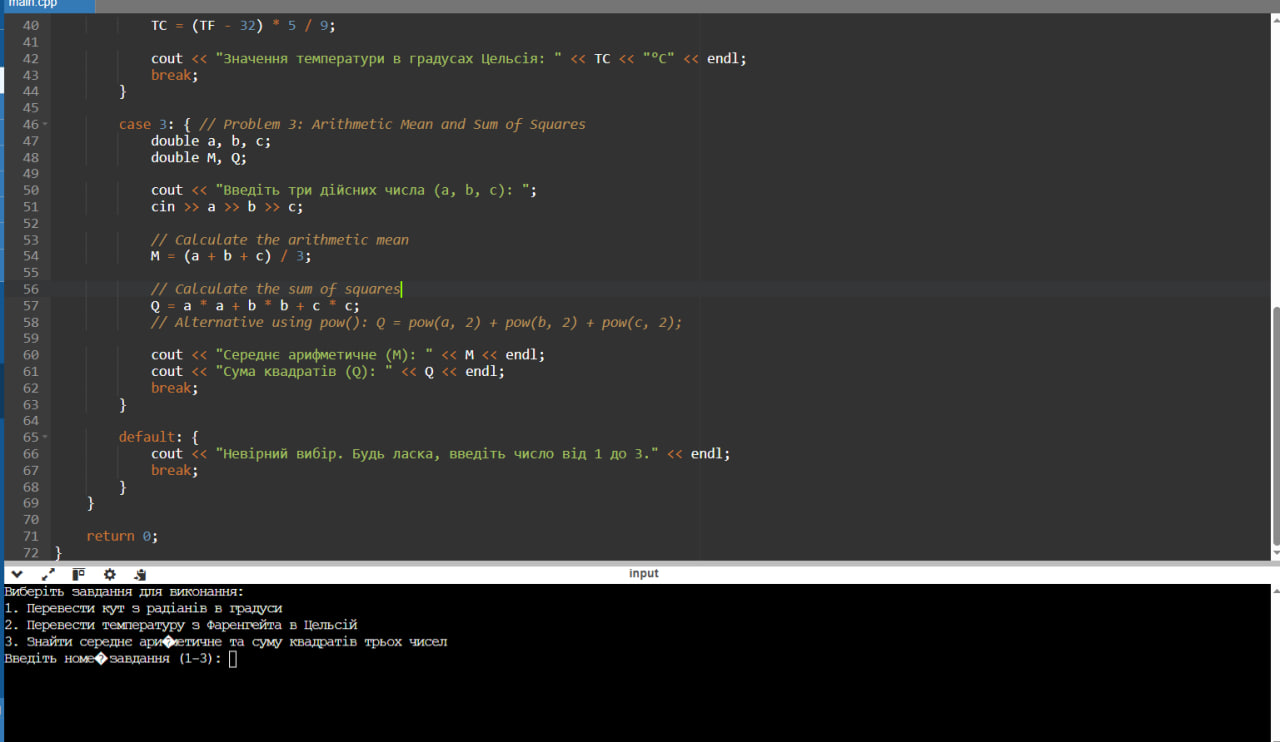 main.cpp
40 TC = (TF - 32) * 5 / 9;
41
42 cout << "Значення температури в градусах Цельсія: " << TC << "°C" << endl;
43 break;
44 }
45
46 case 3: { // Problem 3: Arithmetic Mean and Sum of Squares
47 double a, b, c;
48 double M, Q;
49
50 cout << "Введіть три дійсних числа (a, b, c): ";
51 cin >> a >> b >> c;
52
53 // Calculate the arithmetic mean
54 M = (a + b + c) / 3;
55
56 // Calculate the sum of squares
57 Q = a * a + b * b + c * c;
58 // Alternative using pow(): Q = pow(a, 2) + pow(b, 2) + pow(c, 2);
59
60 cout << "Середнє арифметичне (M): " << M << endl;
61 cout << "Сума квадратів (Q): " << Q << endl;
62 break;
63 }
64
65 default: {
66 cout << "Невірний вибір. Будь ласка, введіть число від 1 до 3." << endl;
67 break;
68 }
69 }
70
71 return 0;
72 }
input
Виберіть завдання для виконання:
1. Перевести кут з радіанів в градуси
2. Перевести температуру з Фаренгейта в Цельсій
3. Знайти середнє ари�метичне та суму квадратів трьох чисел
Введіть номе�завдання (1-3):